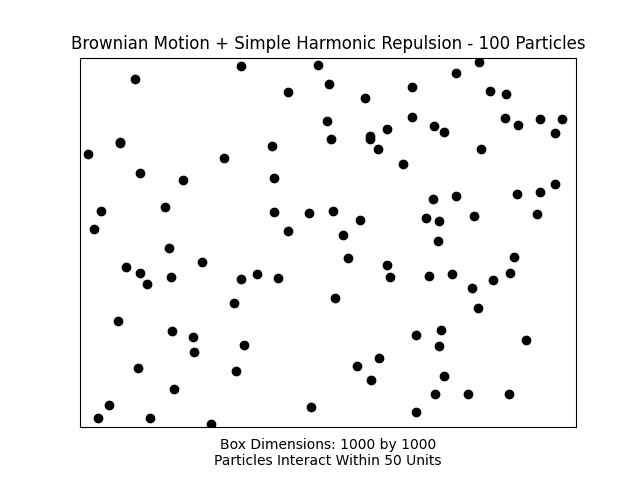 Brownian Motion + Simple Harmonic Repulsion - 100 Particles
Box Dimensions: 1000 by 1000
Particles Interact Within 50 Units